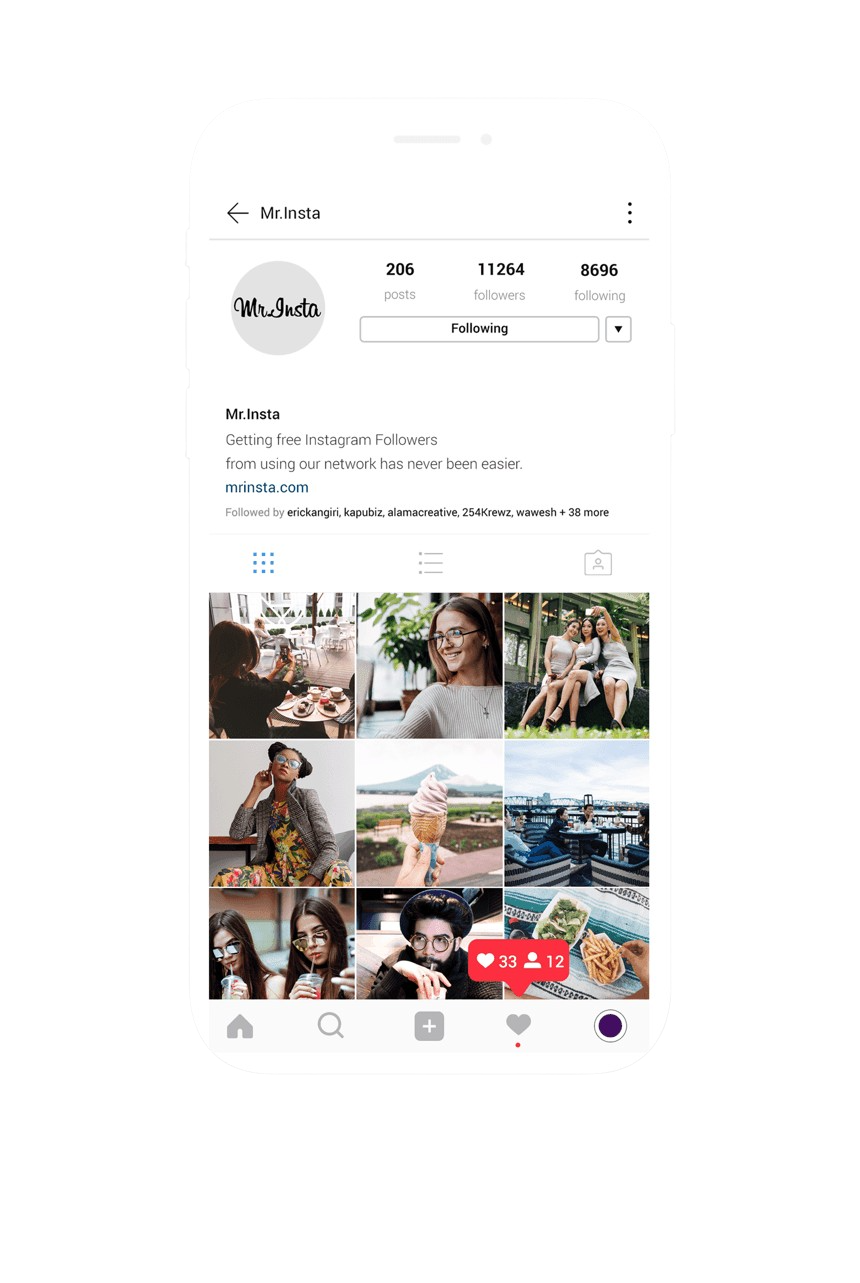 Mr.Insta
206 11264 8696
posts followers following
Mr.Insta
Following
Mr.Insta
Getting free Instagram Followers
from using our network has never been easier.
mrinsta.com
Followed by erickangiri, kapubiz, alamacreative, 254Krewz, wawesh + 38 more
33 12